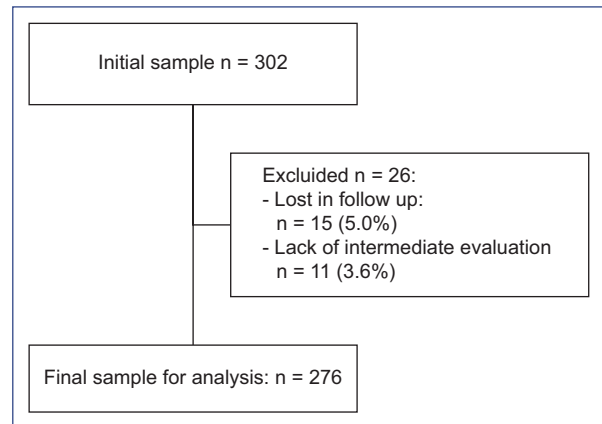 Initial sample n = 302
Excluided n = 26:
- Lost in follow up:
n = 15 (5.0%)
- Lack of intermediate evaluation
n = 11 (3.6%)
Final sample for analysis: n = 276